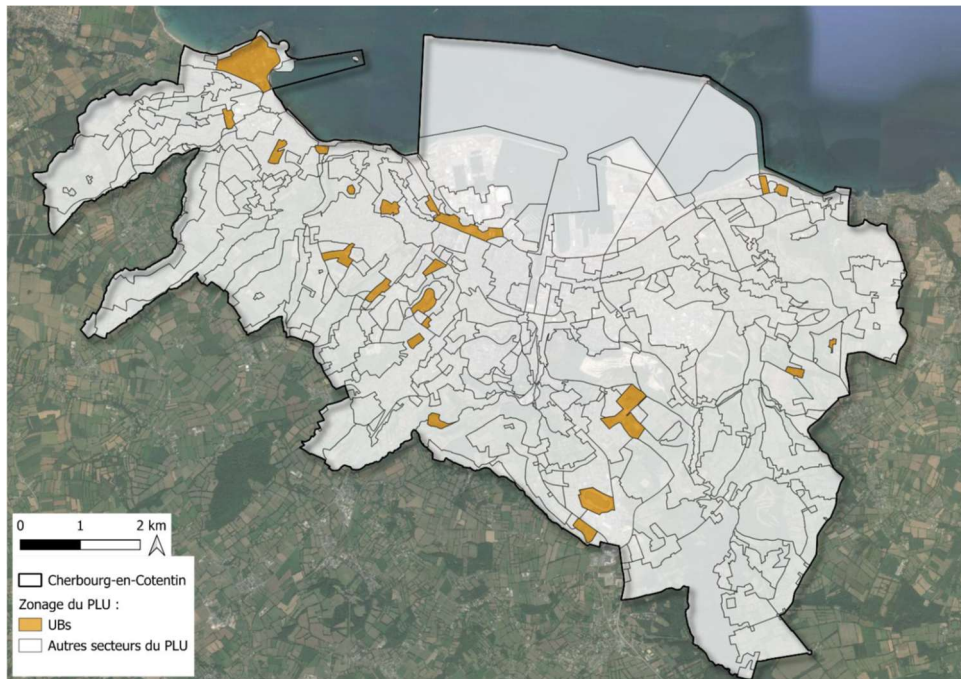 0 1 2 km
Cherbourg-en-Cotentin
Zonage du PLU :
UBs
Autres secteurs du PLU